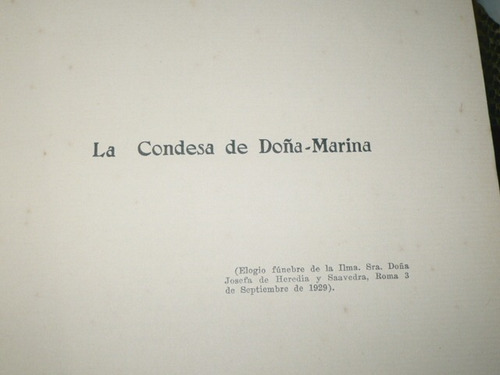 La Condesa de Doña-Marina
(Elogio fúnebre de la Ilma. Sra. Doña
Josefa de Heredia y Saavedra, Roma 3
de Septiembre de 1929).